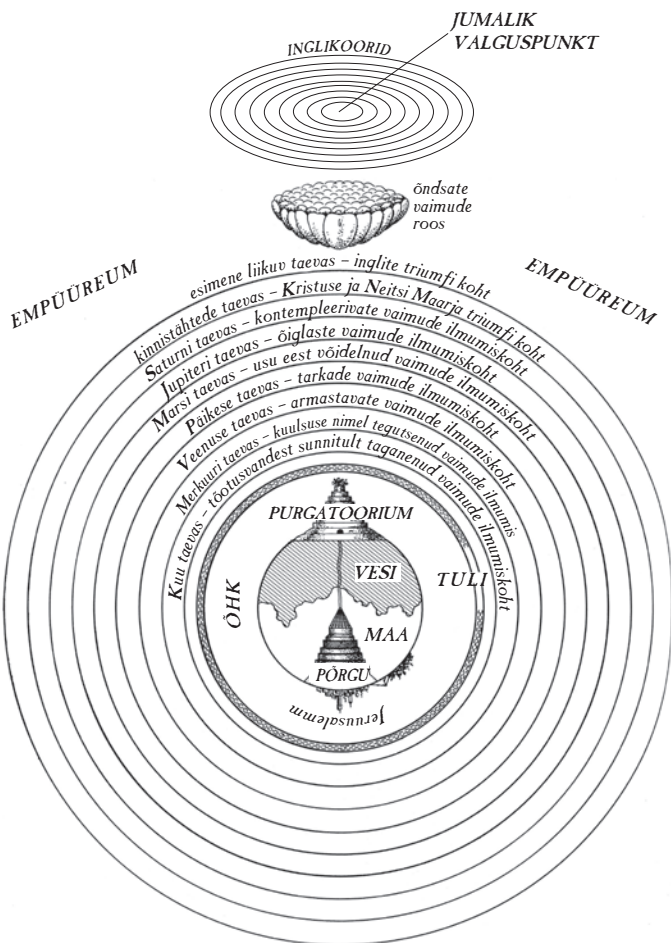 JUMALIK
VALGUSPUNKT
INGLIKOORID
õndsate
vaimude
roos
EMPÜÜREUM
EMPÜÜREUM
esimene liikuv taevas – inglite triumfi koht
kinnistähtede taevas – Kristuse ja Neitsi Maarja triumfi koht
Saturni taevas – kontempleerivate vaimude ilmumiskoht
Jupiteri taevas – õiglaste vaimude ilmumiskoht
Marsi taevas – usu eest võidelnud vaimude ilmumiskoht
Päikese taevas – tarkade vaimude ilmumiskoht
Veenuse taevas – armastavate vaimude ilmumiskoht
Merkuuri taevas – kuulsuse nimel tegutsenud vaimude ilmumis
Kuu taevas – tõotusvandest sunnitult taganenud vaimude ilmumiskoht
PURGATOORIUM
VESI
TULI
ÕHK
MAA
PÕRGU
Jeruusalemm